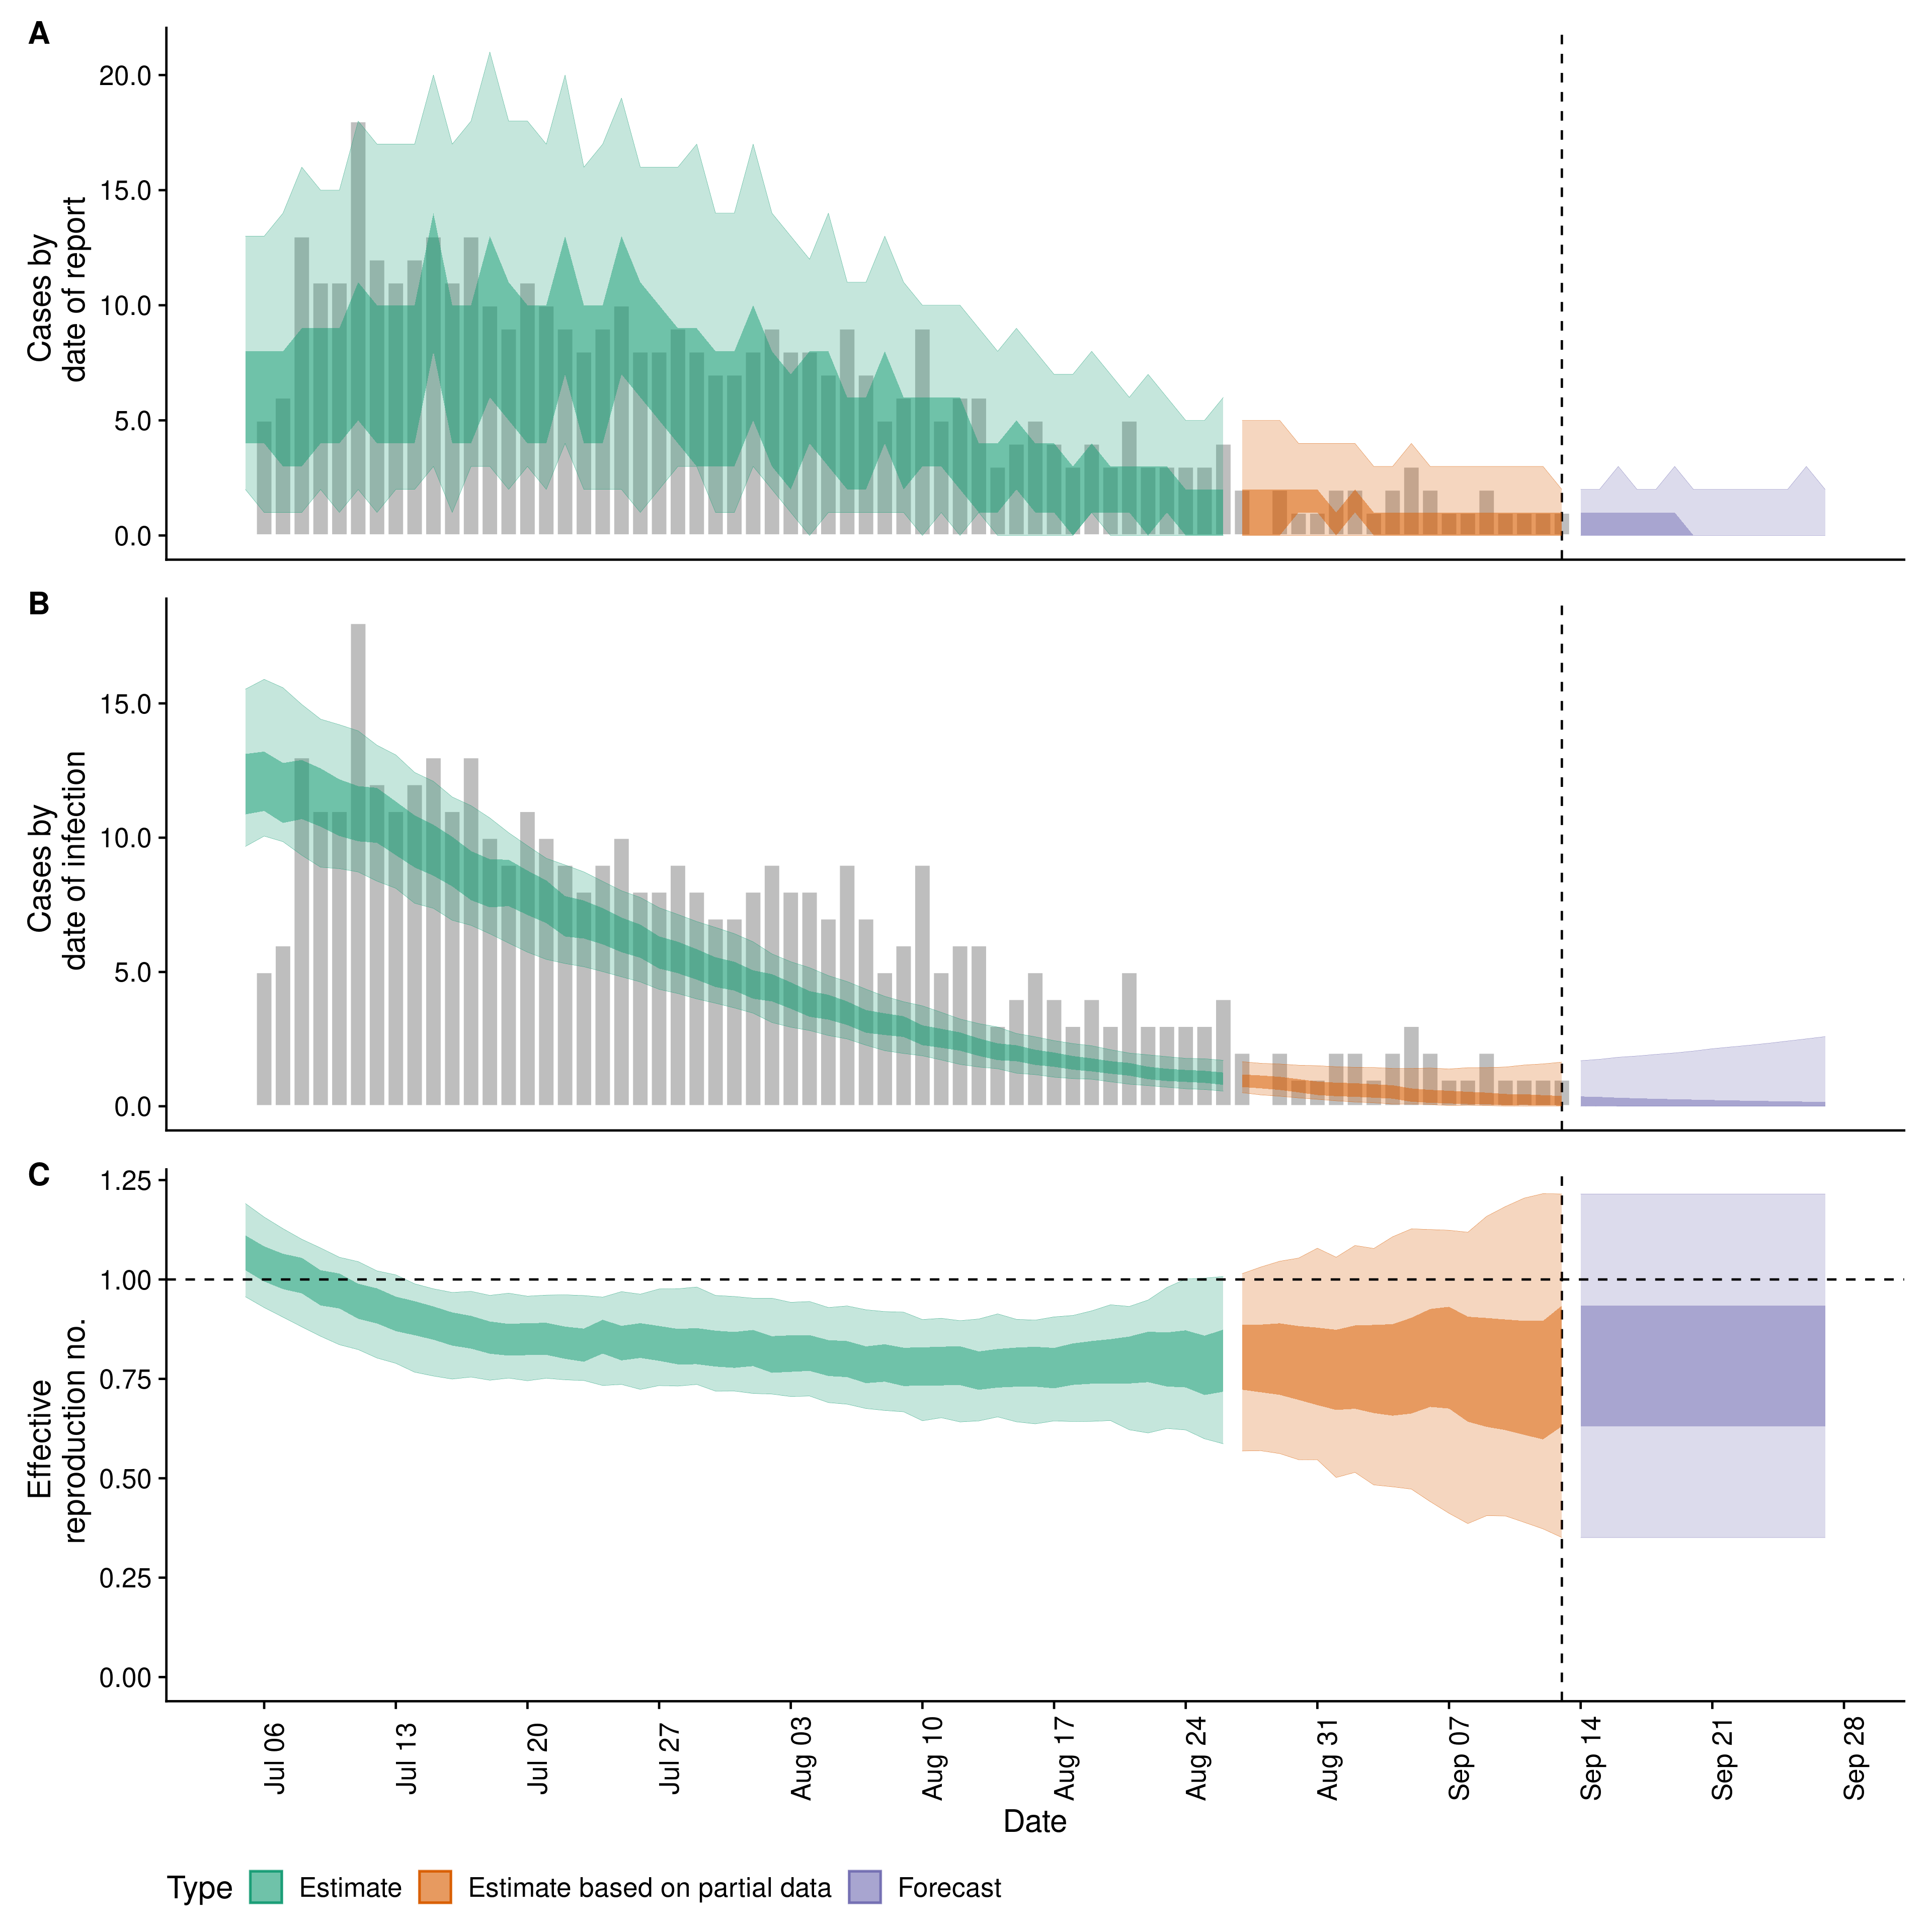 A
20.0
15.0
10.0
5.0
0.0
Cases by
date of report
B
15.0
10.0
5.0
0.0
Cases by
date of infection
C
1.25
1.00
0.75
0.50
0.25
0.00
Effective
reproduction no.
Jul 06
Jul 13
Jul 20
Jul 27
Aug 03
Aug 10
Aug 17
Aug 24
Aug 31
Sep 07
Sep 14
Sep 21
Sep 28
Date
Type Estimate Estimate based on partial data Forecast